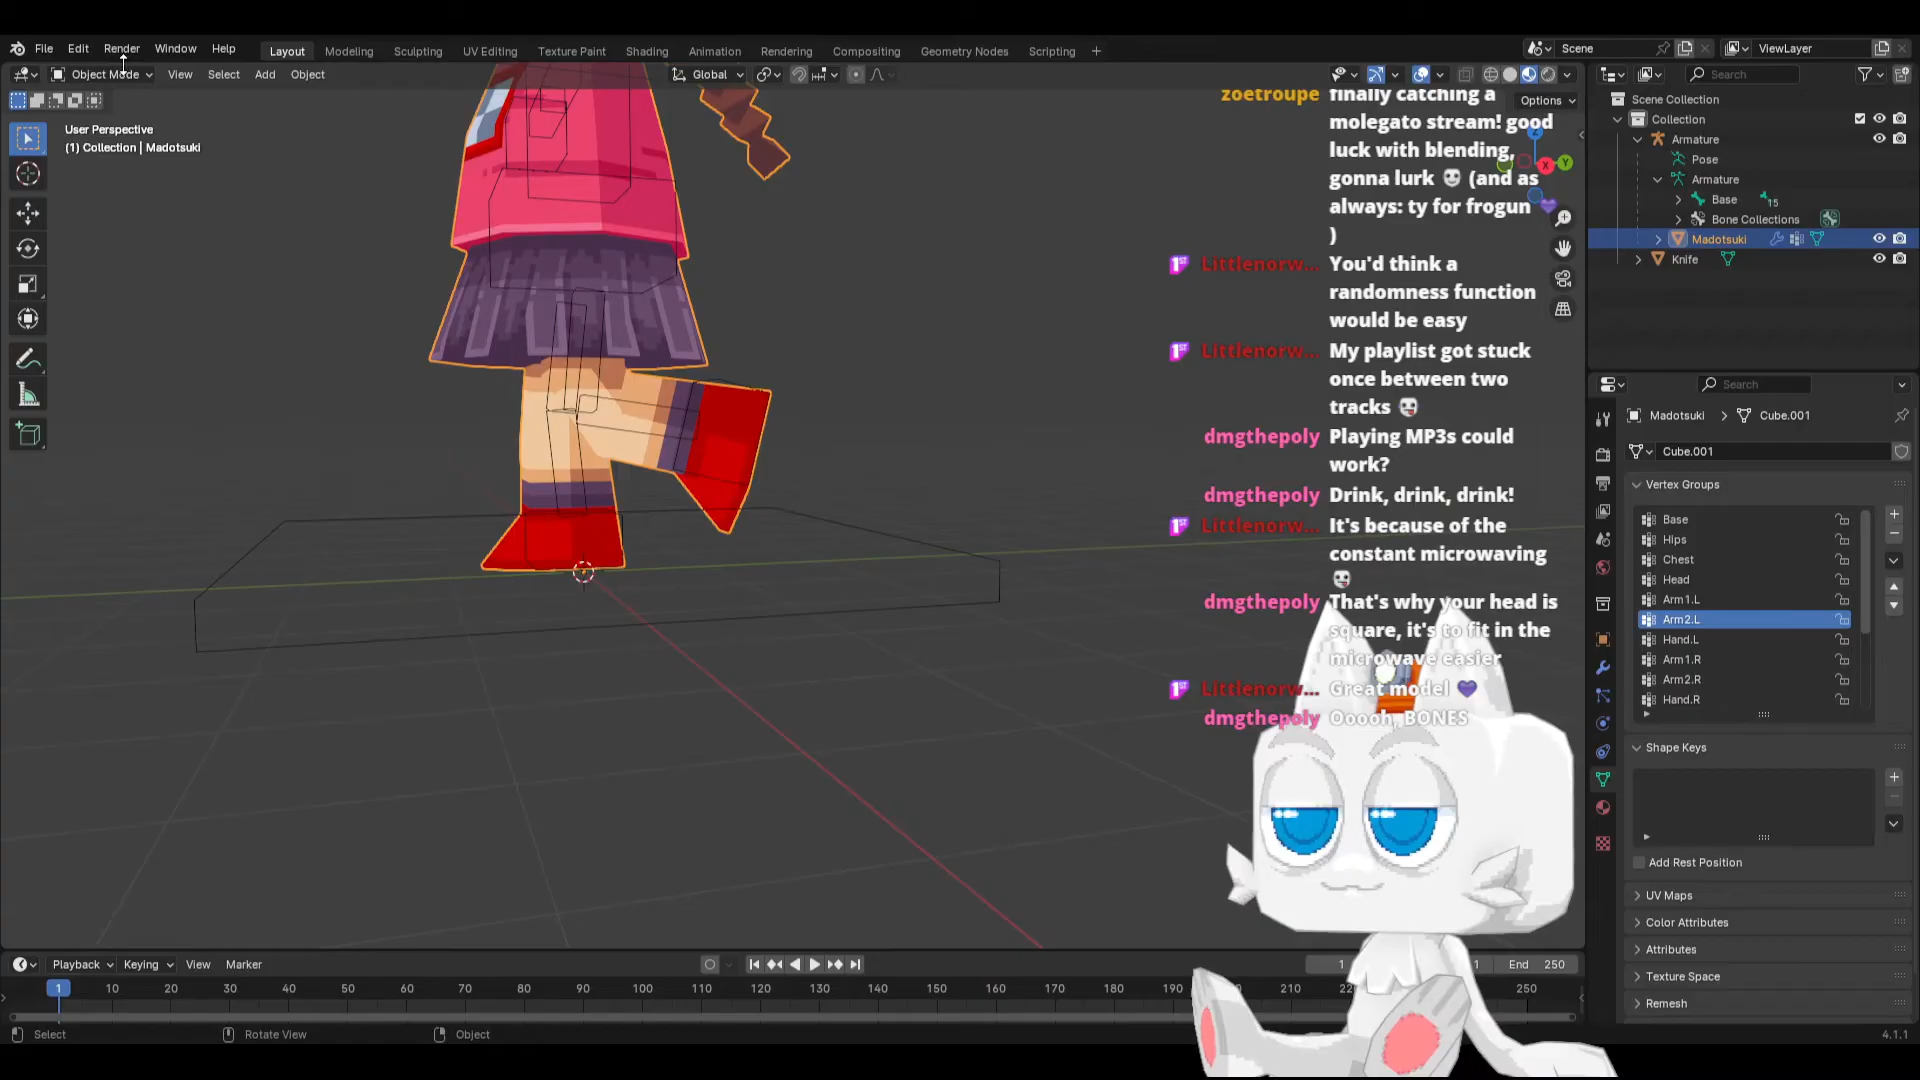 File Edit Render Window Help
Layout Modeling Sculpting UV Editing Texture Paint Shading Animation Rendering Compositing Geometry Nodes Scripting +
Scene
ViewLayer
Object Mode View Select Add Object
Global
Options
User Perspective
(1) Collection | Madotsuki
zoetroupe finally catching a
molegato stream! good
luck with blending,
gonna lurk (and as
always: ty for frogun
)
Littlenorw... You'd think a
randomness function
would be easy
Littlenorw... My playlist got stuck
once between two
tracks
dmgthepoly Playing MP3s could
work?
dmgthepoly Drink, drink, drink!
Littlenorw... It's because of the
constant microwaving
dmgthepoly That's why your head is
square, it's to fit in the
microwave easier
Littlenorw... Great model
dmgthepoly Ooooh, BONES
Search
Scene Collection
Collection
Armature
Pose
Armature
Base 15
Bone Collections
Madotsuki
Knife
Search
Madotsuki > Cube.001
Cube.001
Vertex Groups
Base
Hips
Chest
Head
Arm1.L
Arm2.L
Hand.L
Arm1.R
Arm2.R
Hand.R
Shape Keys
Add Rest Position
UV Maps
Color Attributes
Attributes
Texture Space
Remesh
Playback Keying View Marker
1 1 End 250
1 10 20 30 40 50 60 70 80 90 100 110 120 130 140 150 160 170 180 190 210 220 250
Select Rotate View Object
4.1.1